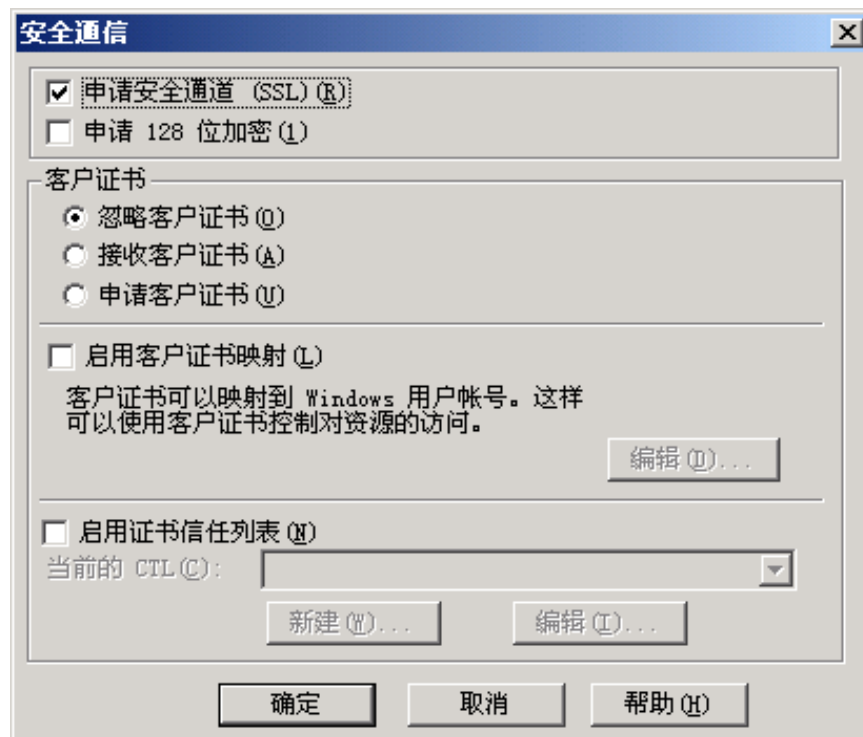 安全通信
申请安全通道 (SSL)(R)
申请 128 位加密(1)
客户证书
忽略客户证书(O)
接收客户证书(A)
申请客户证书(U)
启用客户证书映射(L)
客户证书可以映射到 Windows 用户帐号。这样
可以使用客户证书控制对资源的访问。
编辑(D)...
启用证书信任列表(N)
当前的 CTL(C):
新建(W)...
编辑(I)...
确定
取消
帮助(H)